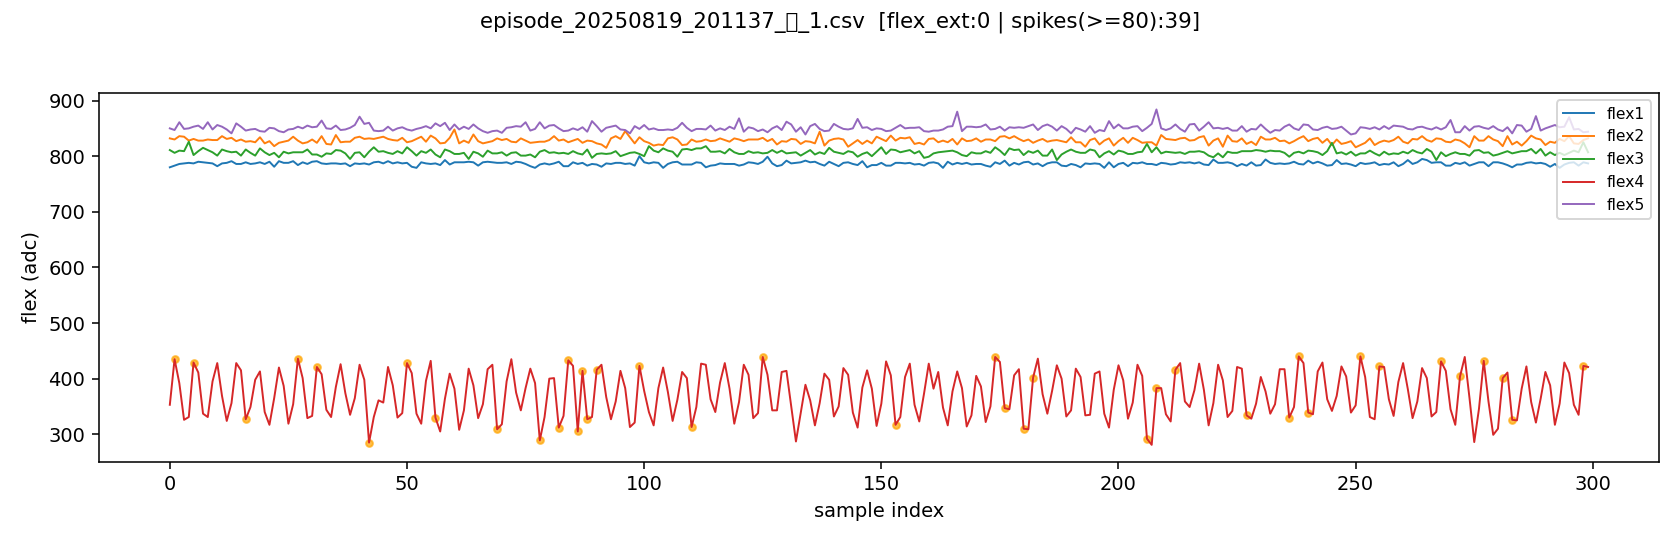 episode_20250819_201137_▯_1.csv  [flex_ext:0 | spikes(>=80):39]
900
800
700
600
500
400
300
flex (adc)
flex1
flex2
flex3
flex4
flex5
0
50
100
150
200
250
300
sample index